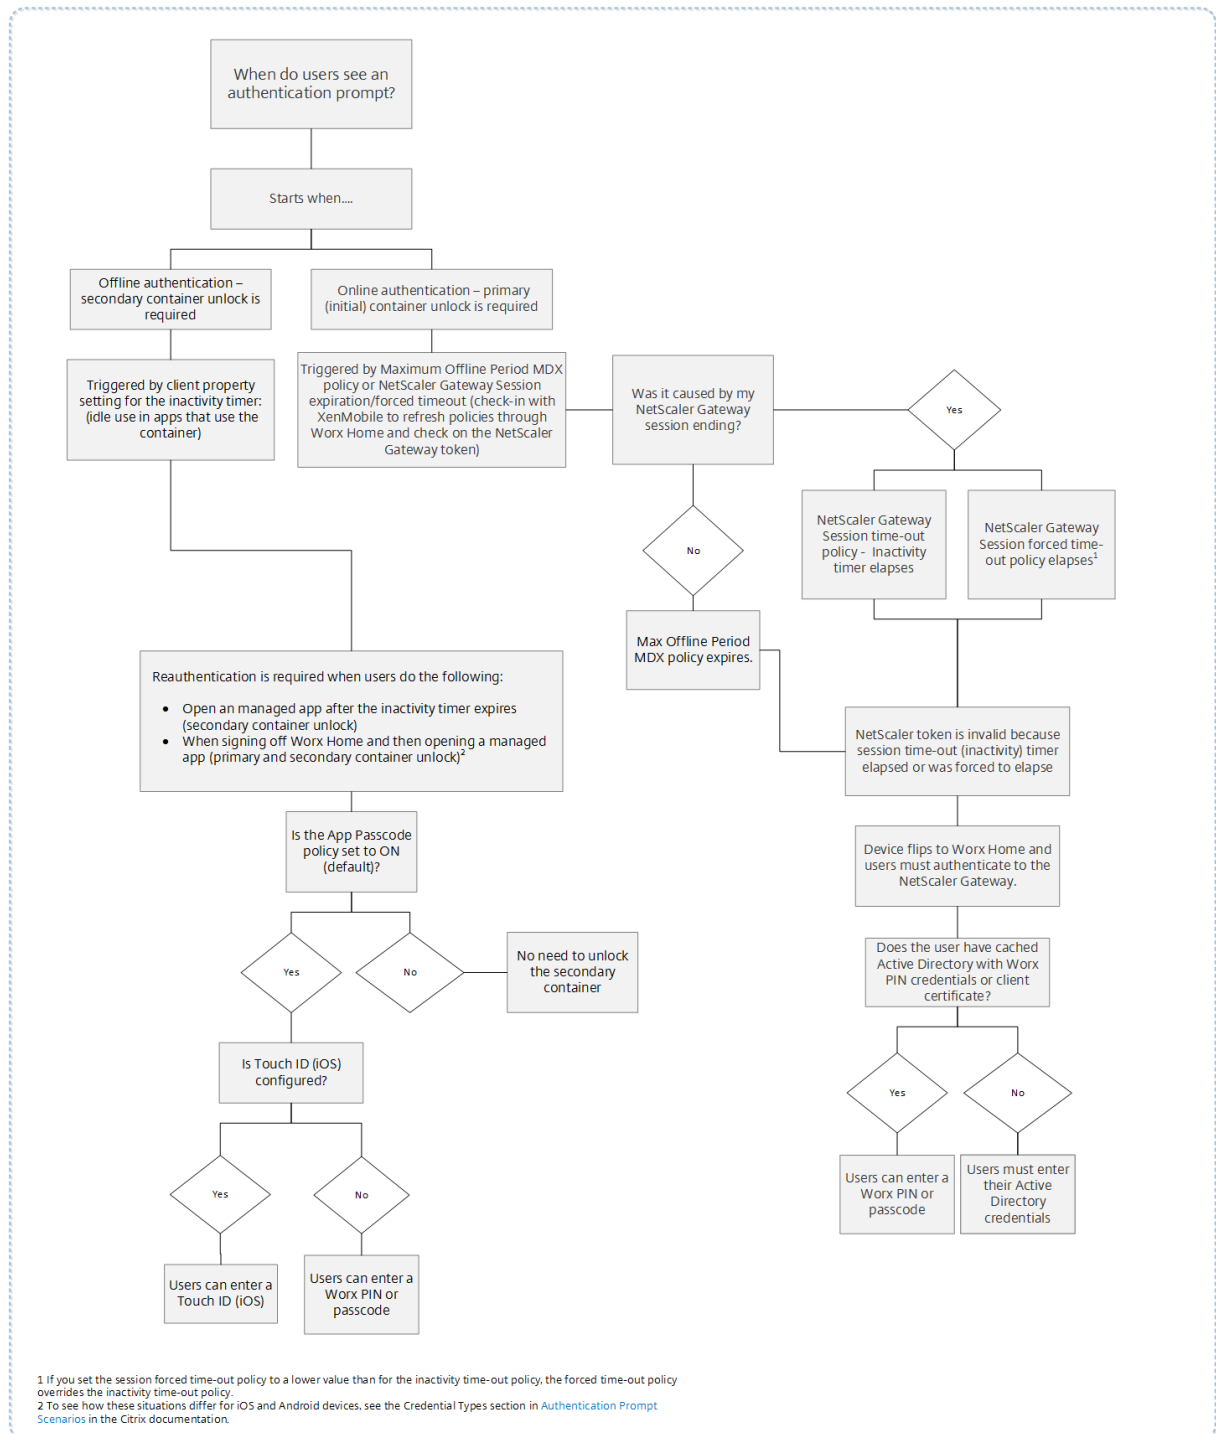 When do users see an
authentication prompt?
Starts when....
Offline authentication –
secondary container unlock is
required
Online authentication – primary
(initial) container unlock is required
Triggered by client property
setting for the inactivity timer:
(idle use in apps that use the
container)
Triggered by Maximum Offline Period MDX
policy or NetScaler Gateway Session
expiration/forced timeout (check-in with
XenMobile to refresh policies through
Worx Home and check on the NetScaler
Gateway token)
Was it caused by my
NetScaler Gateway
session ending?
Yes
No
NetScaler Gateway
Session time-out
policy - Inactivity
timer elapses
NetScaler Gateway
Session forced time-
out policy elapses¹
Max Offline Period
MDX policy expires.
Reauthentication is required when users do the following:
• Open an managed app after the inactivity timer expires
(secondary container unlock)
• When signing off Worx Home and then opening a managed
app (primary and secondary container unlock)²
NetScaler token is invalid because
session time-out (inactivity) timer
elapsed or was forced to elapse
Is the App Passcode
policy set to ON
(default)?
Device flips to Worx Home and
users must authenticate to the
NetScaler Gateway.
Yes
No
No need to unlock
the secondary
container
Does the user have cached
Active Directory with Worx
PIN credentials or client
certificate?
Is Touch ID (iOS)
configured?
Yes
No
Yes
No
Users can enter a
Worx PIN or
passcode
Users must enter
their Active
Directory
credentials
Users can enter a
Touch ID (iOS)
Users can enter a
Worx PIN or
passcode
1 If you set the session forced time-out policy to a lower value than for the inactivity time-out policy, the forced time-out policy
overrides the inactivity time-out policy.
2 To see how these situations differ for iOS and Android devices, see the Credential Types section in Authentication Prompt
Scenarios in the Citrix documentation.